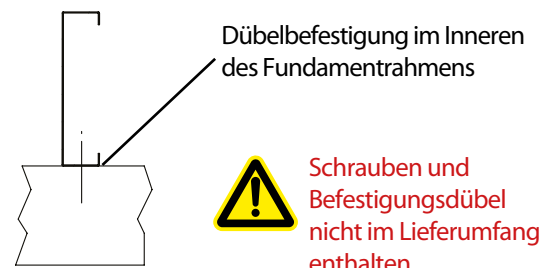 Dübelbefestigung im Inneren
des Fundamentrahmens
Schrauben und
Befestigungsdübel
nicht im Lieferumfang
enthalten